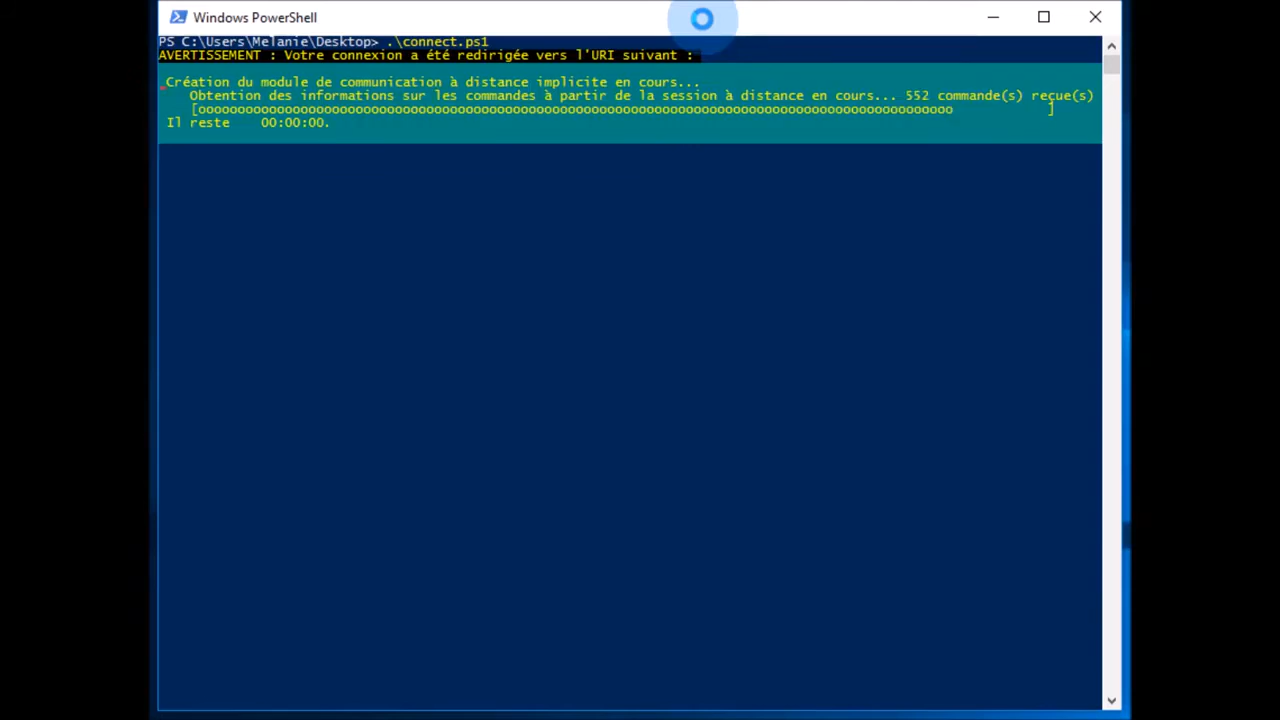 Windows PowerShell
PS C:\Users\Melanie\Desktop> .\connect.ps1
AVERTISSEMENT : Votre connexion a été redirigée vers l'URI suivant :
Création du module de communication à distance implicite en cours...
Obtention des informations sur les commandes à partir de la session à distance en cours... 552 commande(s) reçue(s)
[oooooooooooooooooooooooooooooooooooooooooooooooooooooooooooooooooooooooooooooooooooooooooooooooo            ]
Il reste    00:00:00.